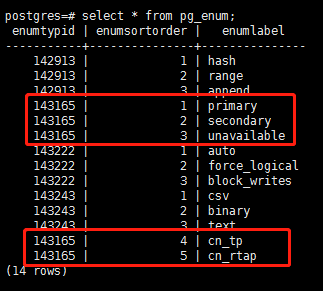 postgres=# select * from pg_enum;
enumtypid | enumsortorder | enumlabel
-----------+---------------+---------------
142913 | 1 | hash
142913 | 2 | range
142913 | 3 | append
143165 | 1 | primary
143165 | 2 | secondary
143165 | 3 | unavailable
143222 | 1 | auto
143222 | 2 | force_logical
143222 | 3 | block_writes
143243 | 1 | csv
143243 | 2 | binary
143243 | 3 | text
143165 | 4 | cn_tp
143165 | 5 | cn_rtap
(14 rows)